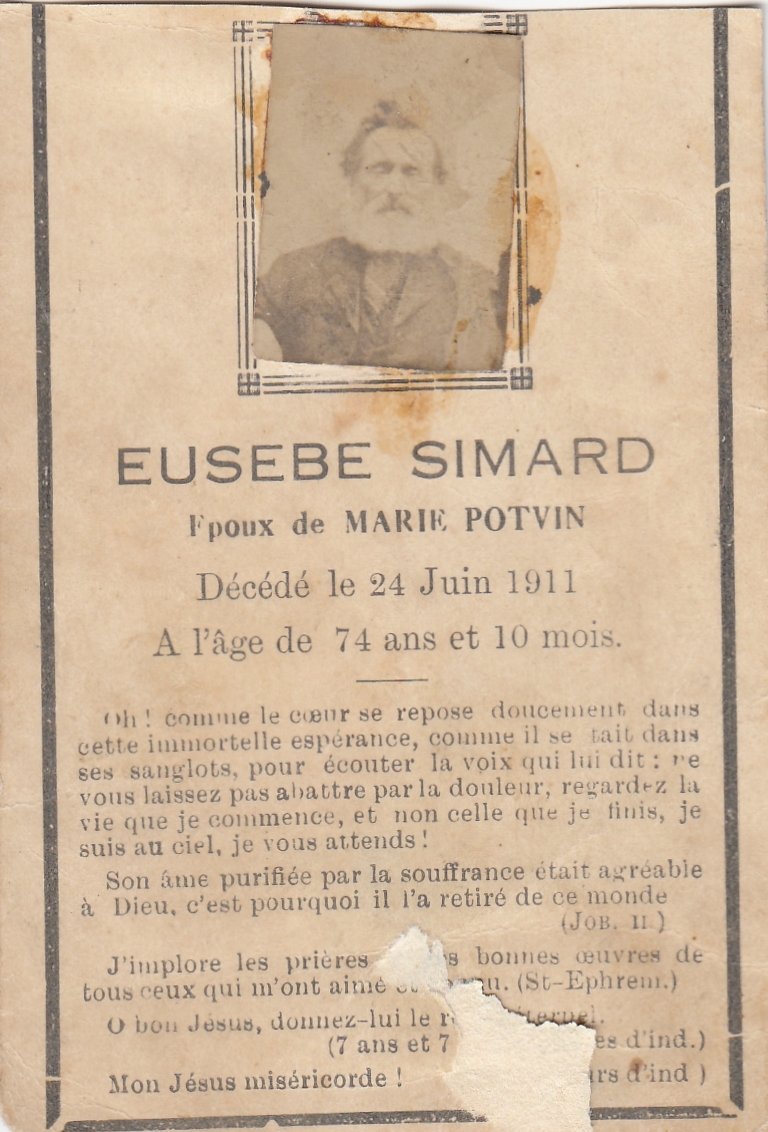 EUSEBE SIMARD
Epoux de MARIE POTVIN
Décédé le 24 Juin 1911
A l'âge de 74 ans et 10 mois.
Oh! comme le cœur se repose doucement dans
cette immortelle espérance, comme il se tait dans
ses sanglots, pour écouter la voix qui lui dit : ne
vous laissez pas abattre par la douleur, regardez la
vie que je commence, et non celle que je finis, je
suis au ciel, je vous attends!
Son âme purifiée par la souffrance était agréable
à Dieu, c'est pourquoi il l'a retiré de ce monde
(JOB. II.)
J'implore les prières bonnes œuvres de
tous ceux qui m'ont aimé et (St-Ephrem.)
O bon Jésus, donnez-lui le
(7 ans et 7 d'ind.)
Mon Jésus miséricorde! d'ind )